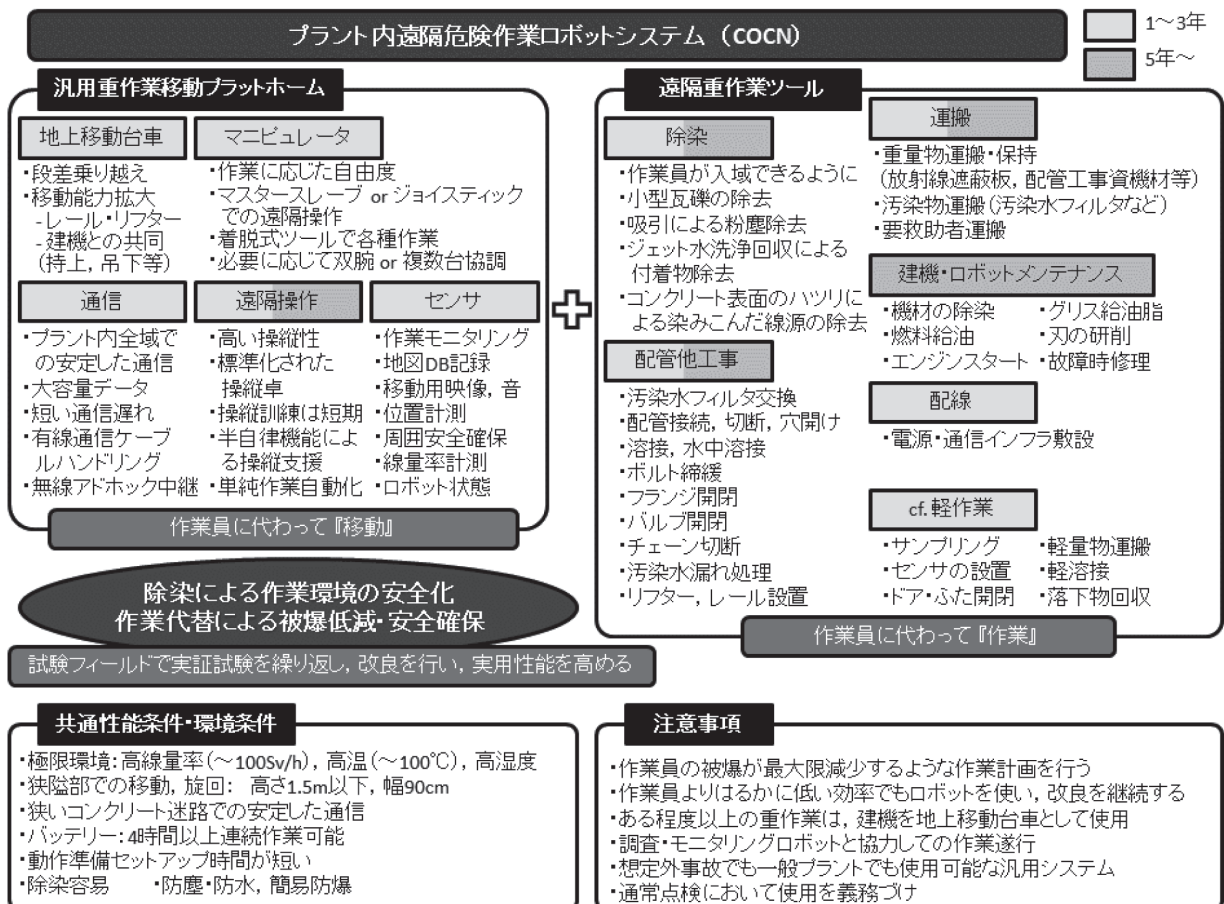 プラント内遠隔危険作業ロボットシステム（COCN）
1～3年
5年～
汎用重作業移動プラットホーム
地上移動台車
・段差乗り越え
・移動能力拡大
-レール・リフター
-建機との共同
(持上, 吊下等)
マニピュレータ
・作業に応じた自由度
・マスタースレーブ or ジョイスティック
での遠隔操作
・着脱式ツールで各種作業
・必要に応じて双腕 or 複数台協調
通信
・プラント内全域で
の安定した通信
・大容量データ
・短い通信遅れ
・有線通信ケーブ
ルハンドリング
・無線アドホック中継
遠隔操作
・高い操縦性
・標準化された
操縦卓
・操縦訓練は短期
・半自律機能によ
る操縦支援
・単純作業自動化
センサ
・作業モニタリング
・地図DB記録
・移動用映像, 音
・位置計測
・周囲安全確保
・線量率計測
・ロボット状態
作業員に代わって『移動』
遠隔重作業ツール
除染
・作業員が入域できるように
・小型瓦礫の除去
・吸引による粉塵除去
・ジェット水洗浄回収による
付着物除去
・コンクリート表面のハツリに
よる染みこんだ線源の除去
配管他工事
・汚染水フィルタ交換
・配管接続, 切断, 穴開け
・溶接, 水中溶接
・ボルト締緩
・フランジ開閉
・バルブ開閉
・チェーン切断
・汚染水漏れ処理
・リフター, レール設置
運搬
・重量物運搬・保持
(放射線遮蔽板, 配管工事資機材等)
・汚染物運搬(汚染水フィルタなど)
・要救助者運搬
建機・ロボットメンテナンス
・機材の除染 ・グリス給油脂
・燃料給油 ・刃の研削
・エンジンスタート ・故障時修理
配線
・電源・通信インフラ敷設
cf. 軽作業
・サンプリング ・軽量物運搬
・センサの設置 ・軽溶接
・ドア・ふた開閉 ・落下物回収
作業員に代わって『作業』
除染による作業環境の安全化
作業代替による被爆低減・安全確保
試験フィールドで実証試験を繰り返し, 改良を行い, 実用性能を高める
共通性能条件・環境条件
・極限環境：高線量率(～100Sv/h), 高温(～100℃), 高湿度
・狭隘部での移動, 旋回： 高さ1.5m以下, 幅90cm
・狭いコンクリート迷路での安定した通信
・バッテリー：4時間以上連続作業可能
・動作準備セットアップ時間が短い
・除染容易 ・防塵・防水, 簡易防爆
注意事項
・作業員の被爆が最大限減少するような作業計画を行う
・作業員よりはるかに低い効率でもロボットを使い, 改良を継続する
・ある程度以上の重作業は, 建機を地上移動台車として使用
・調査・モニタリングロボットと協力しての作業遂行
・想定外事故でも一般プラントでも使用可能な汎用システム
・通常点検において使用を義務づけ